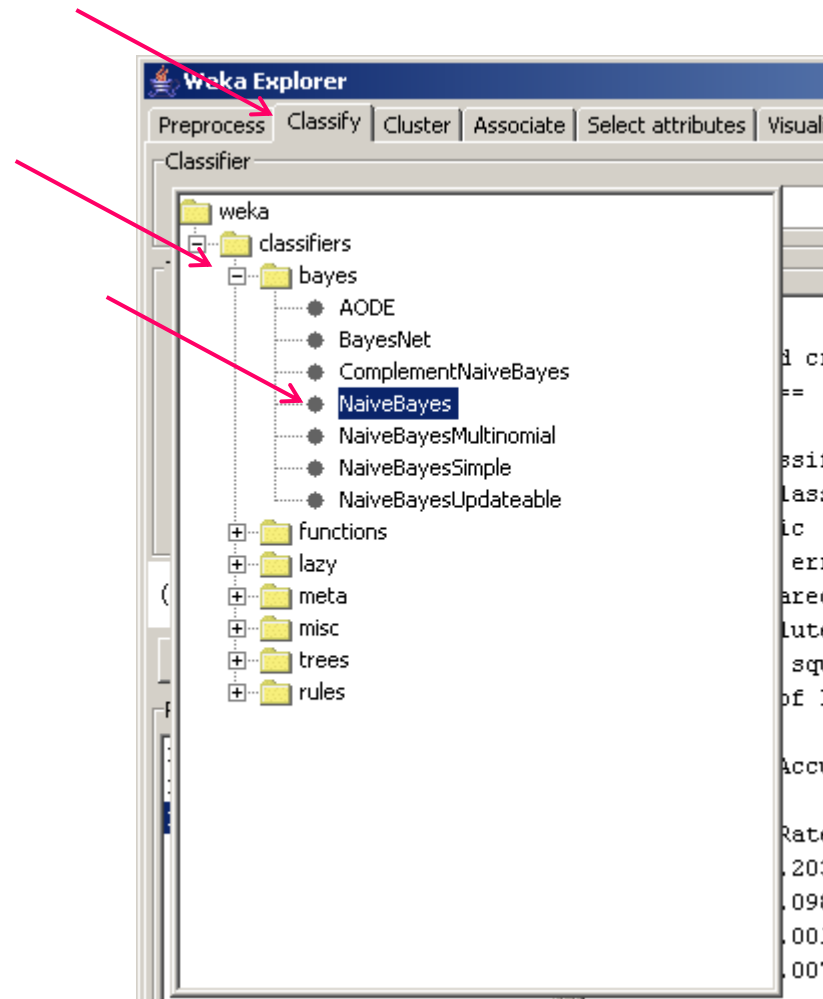 Weka Explorer
Preprocess Classify Cluster Associate Select attributes
Classifier
weka
classifiers
bayes
AODE
BayesNet
ComplementNaiveBayes
NaiveBayes
NaiveBayesMultinomial
NaiveBayesSimple
NaiveBayesUpdateable
functions
lazy
meta
misc
trees
rules